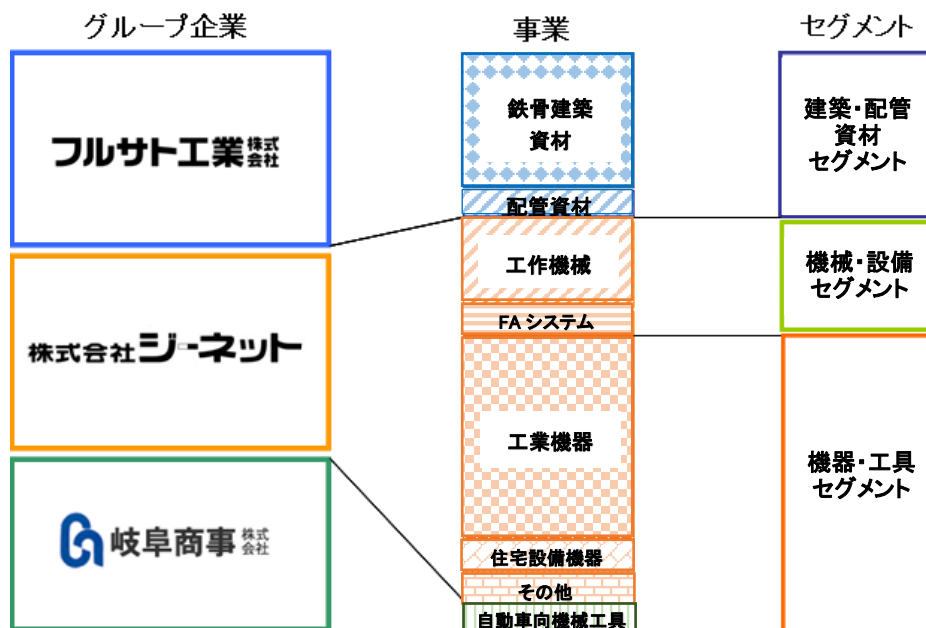 グループ企業
事業
セグメント
フルサト工業株式会社
株式会社ジーネット
岐阜商事株式会社
鉄骨建築
資材
配管資材
工作機械
FAシステム
工業機器
住宅設備機器
その他
自動車向機械工具
建築・配管
資材
セグメント
機械・設備
セグメント
機器・工具
セグメント